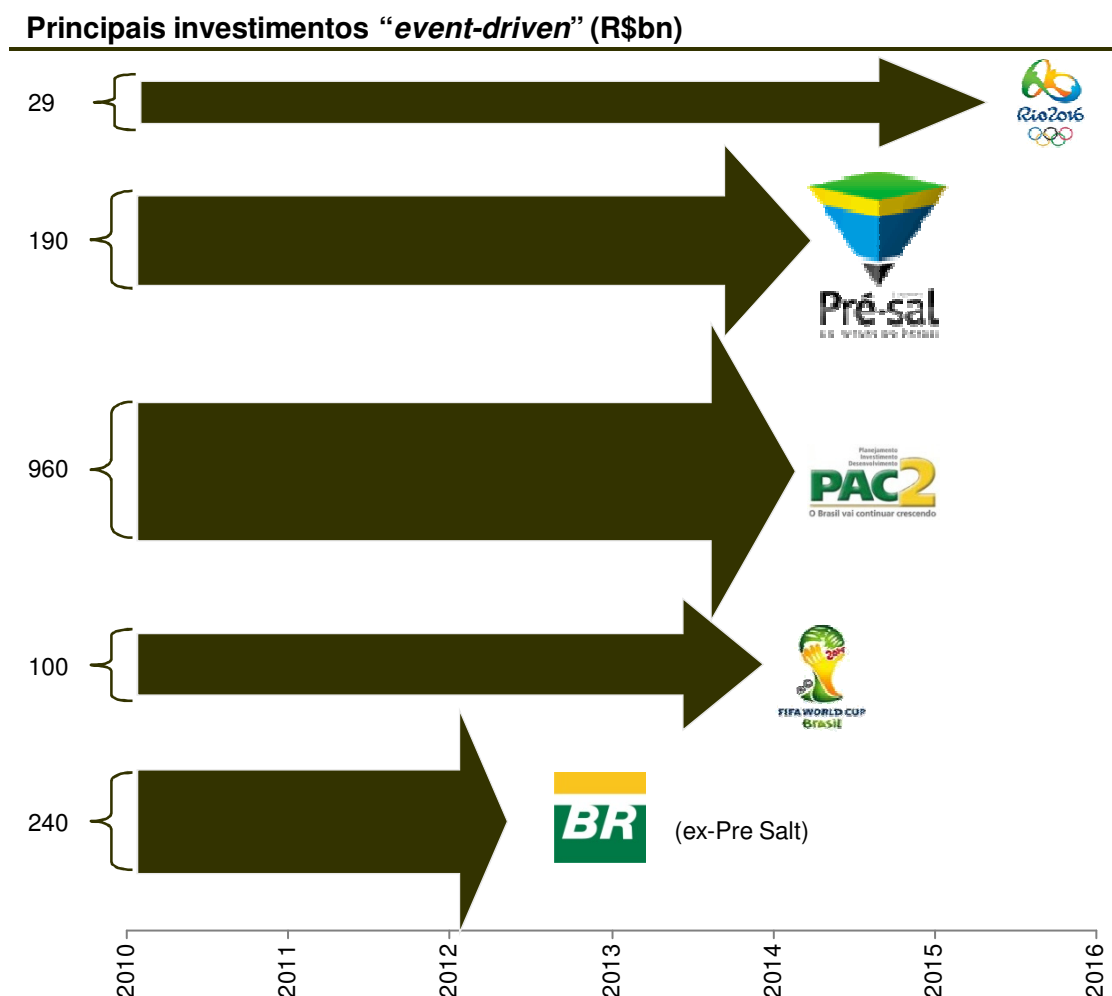 Principais investimentos “event-driven” (R$bn)
29
Rio2016
190
Pré-sal
960
Planejamento
Investimento
Desenvolvimento
PAC2
O Brasil vai continuar crescendo
100
2014
FIFA WORLD CUP
Brasil
240
BR
(ex-Pre Salt)
2010
2011
2012
2013
2014
2015
2016